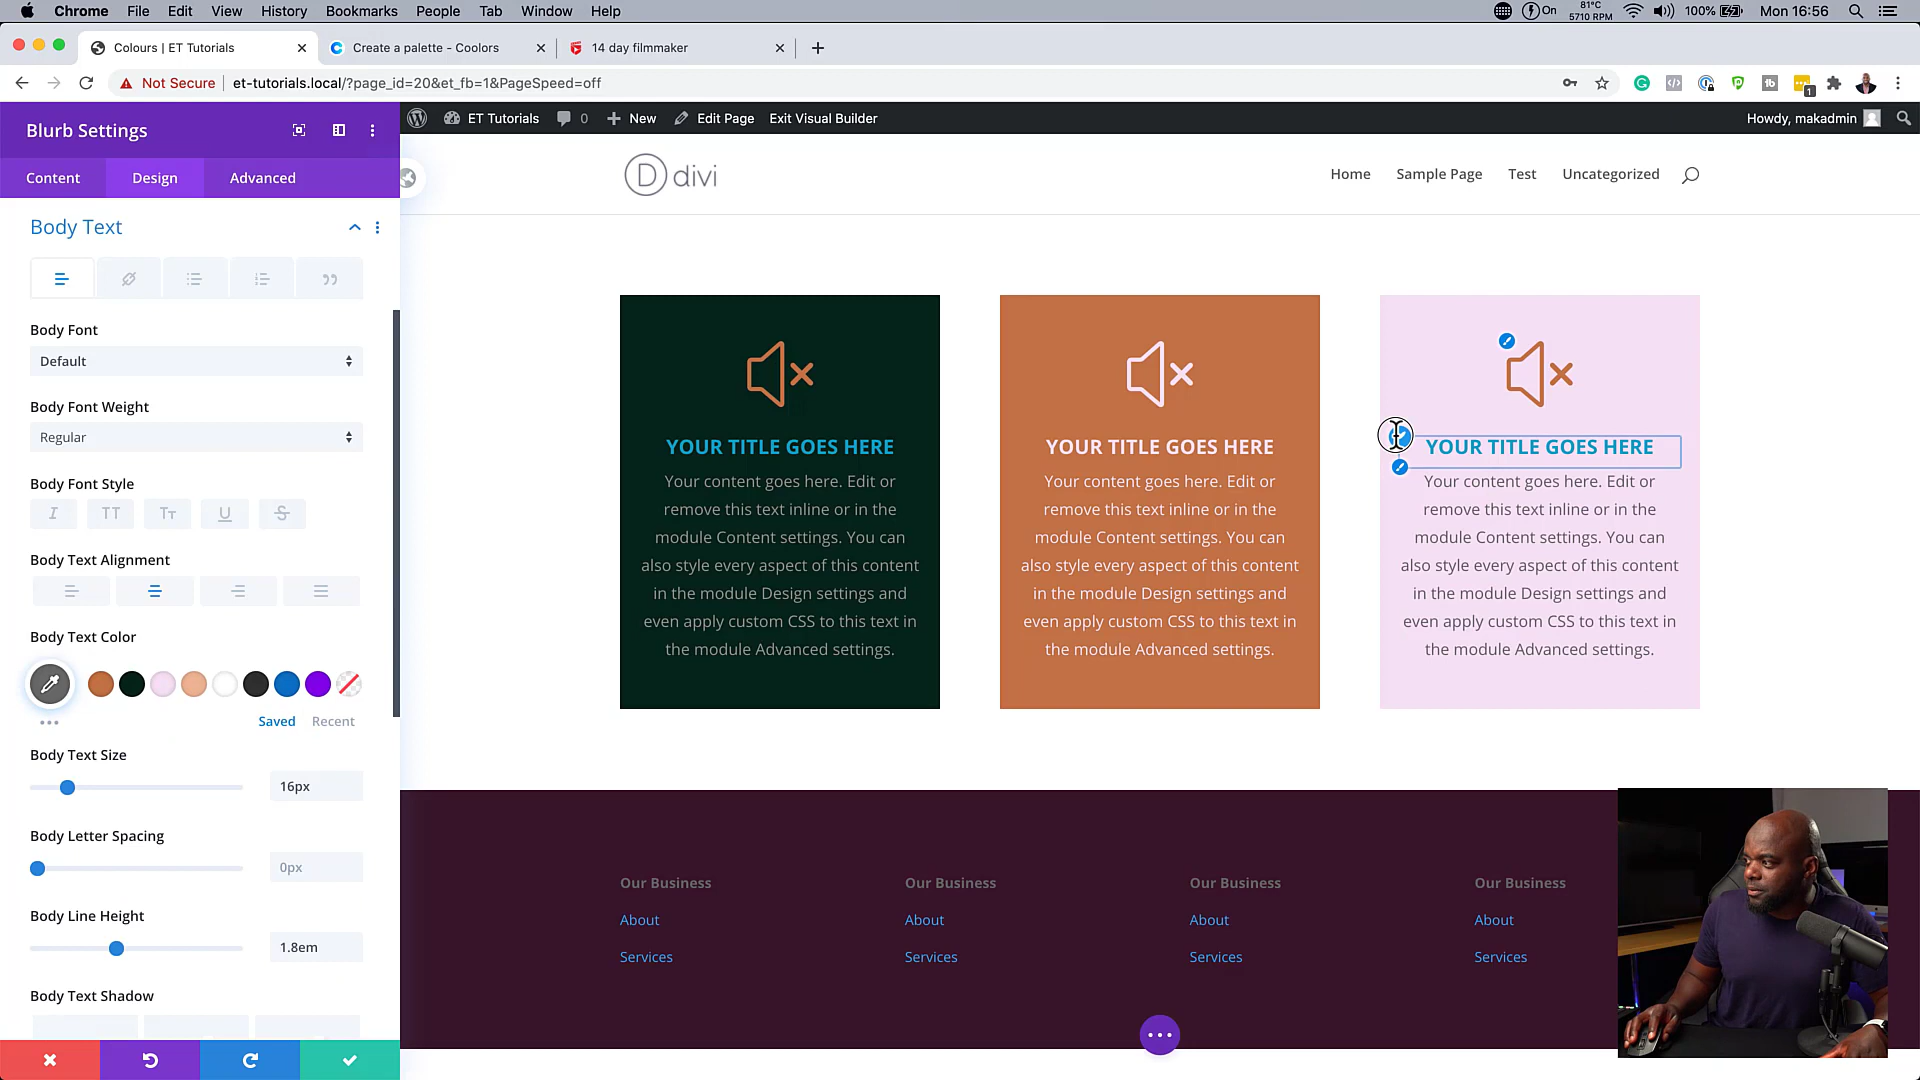 Chrome File Edit View History Bookmarks People Tab Window Help
On 81°C 5710 RPM 100% Mon 16:56
Colours | ET Tutorials Create a palette - Coolors 14 day filmmaker
Not Secure et-tutorials.local/?page_id=20&et_fb=1&PageSpeed=off
Blurb Settings
Content Design Advanced
Body Text
Body Font
Default
Body Font Weight
Regular
Body Font Style
I TT Tт U S
Body Text Alignment
Body Text Color
Saved Recent
Body Text Size
16px
Body Letter Spacing
0px
Body Line Height
1.8em
Body Text Shadow
ET Tutorials 0 New Edit Page Exit Visual Builder Howdy, makadmin
D divi
Home Sample Page Test Uncategorized
YOUR TITLE GOES HERE
Your content goes here. Edit or
remove this text inline or in the
module Content settings. You can
also style every aspect of this content
in the module Design settings and
even apply custom CSS to this text in
the module Advanced settings.
YOUR TITLE GOES HERE
Your content goes here. Edit or
remove this text inline or in the
module Content settings. You can
also style every aspect of this content
in the module Design settings and
even apply custom CSS to this text in
the module Advanced settings.
YOUR TITLE GOES HERE
Your content goes here. Edit or
remove this text inline or in the
module Content settings. You can
also style every aspect of this content
in the module Design settings and
even apply custom CSS to this text in
the module Advanced settings.
Our Business Our Business Our Business Our Business
About About About About
Services Services Services Services